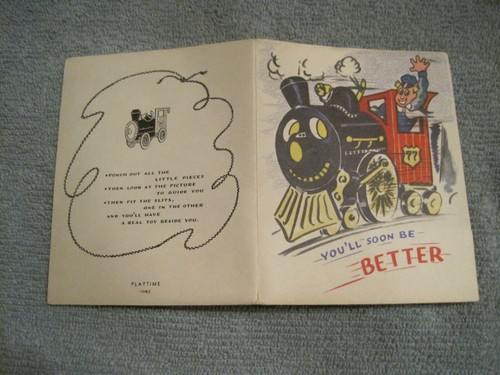 •PUNCH OUT ALL THE
LITTLE PIECES
•THEN LOOK AT THE PICTURE
TO GUIDE YOU
•THEN FIT THE SLITS,
ONE IN THE OTHER
AND YOU'LL HAVE
A REAL TOY BESIDE YOU.
PLAYTIME
77
YOU'LL SOON BE
BETTER